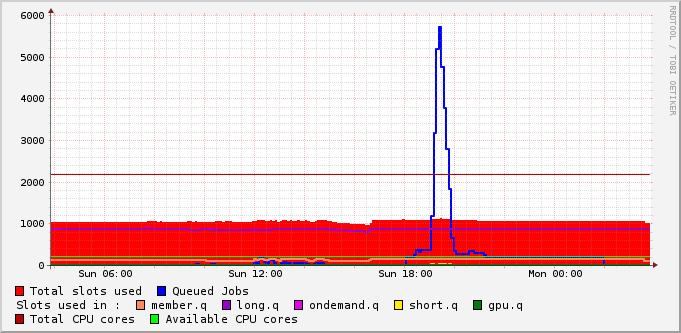 6000
5000
4000
3000
2000
1000
0
Sun 06:00 Sun 12:00 Sun 18:00 Mon 00:00
RRDTOOL / TOBI OETIKER
Total slots used Queued Jobs
Slots used in : member.q long.q ondemand.q short.q gpu.q
Total CPU cores Available CPU cores